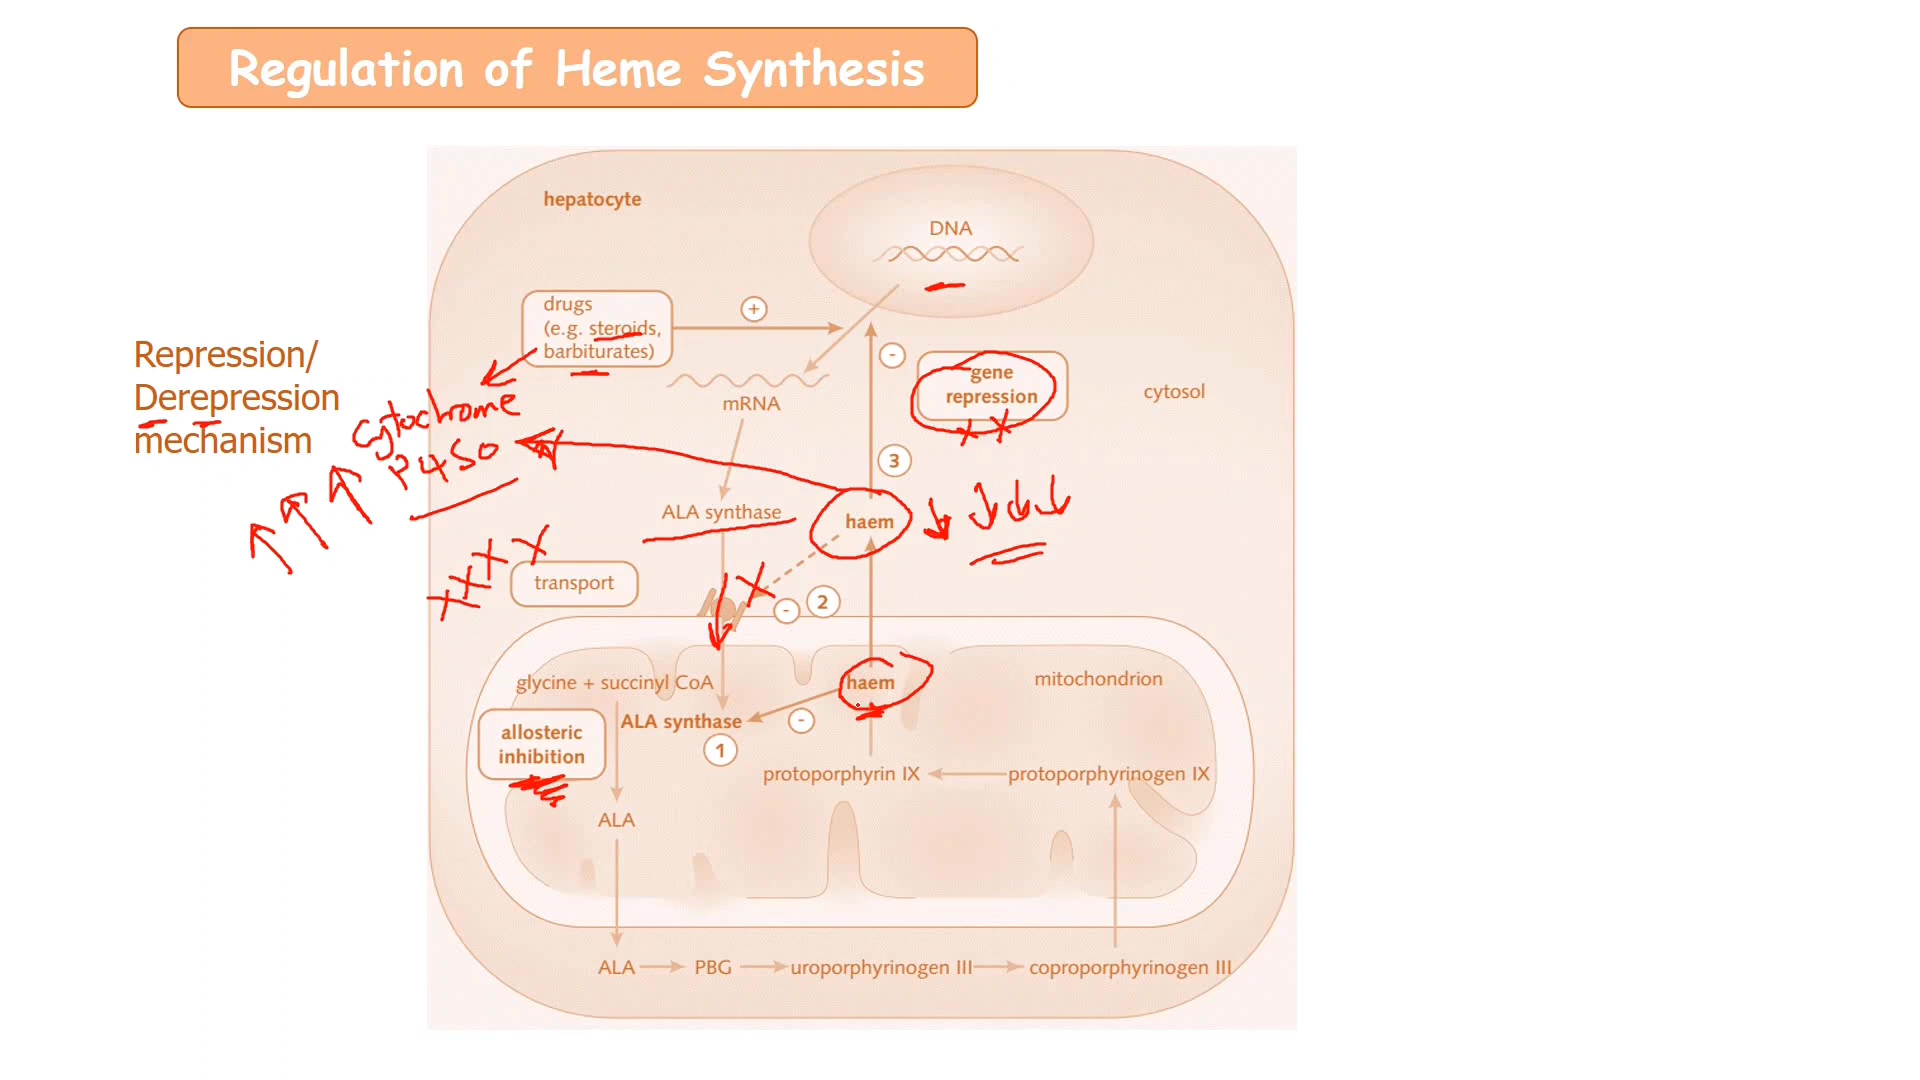 Regulation of Heme Synthesis
hepatocyte
DNA
drugs
(e.g. steroids,
barbiturates)
+
-
gene
repression
cytosol
Repression/
Derepression
mechanism
Cytochrome
P450
mRNA
3
ALA synthase
haem
transport
-
2
glycine + succinyl CoA
haem
mitochondrion
ALA synthase
-
1
allosteric
inhibition
protoporphyrin IX
protoporphyrinogen IX
ALA
ALA
PBG
uroporphyrinogen III
coproporphyrinogen III